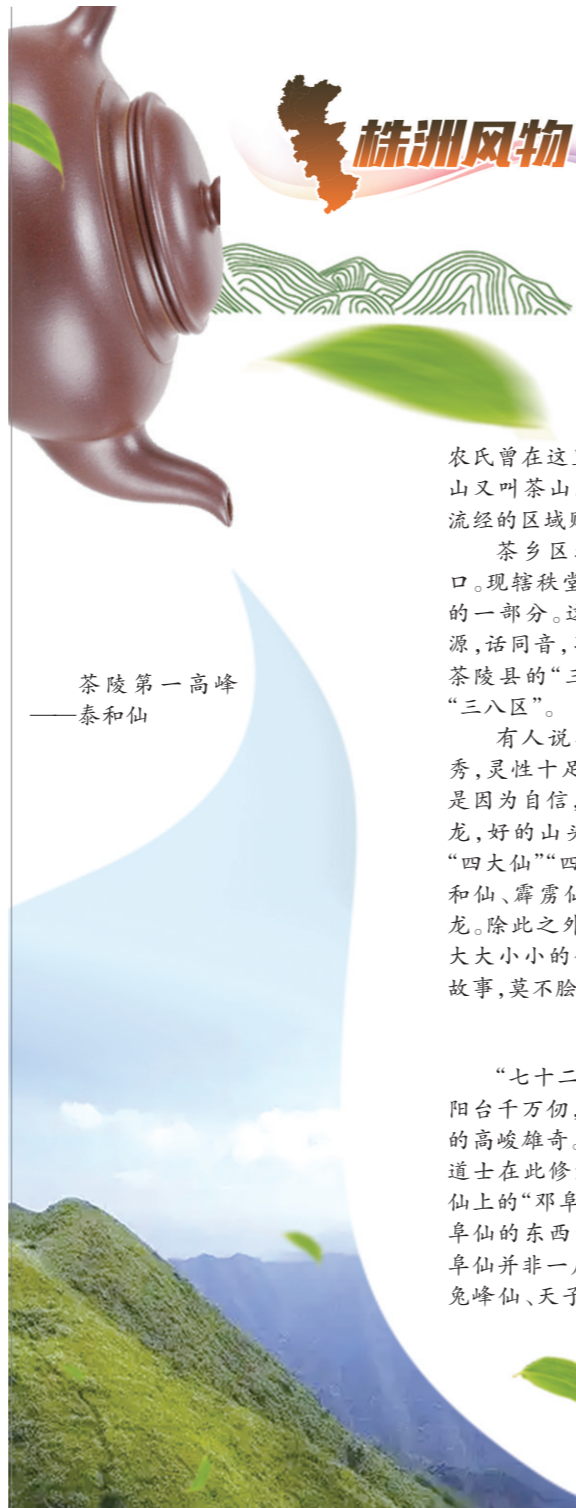 株洲风物
茶陵第一高峰
——泰和仙
农氏曾在这
山又叫茶山
流经的区域
茶乡区
口。现辖秩堂
的一部分。这
源，话同音，
茶陵县的“三
“三八区”。
有人说
秀，灵性十足
是因为自信，
龙，好的山头
“四大仙”“四
和仙、霹雳仙
龙。除此之外
大大小小的
故事，莫不脍
“七十二
阳台千万仞，
的高峻雄奇。
道士在此修
仙上的“邓阜
阜仙的东西
阜仙并非一
兔峰仙、天子